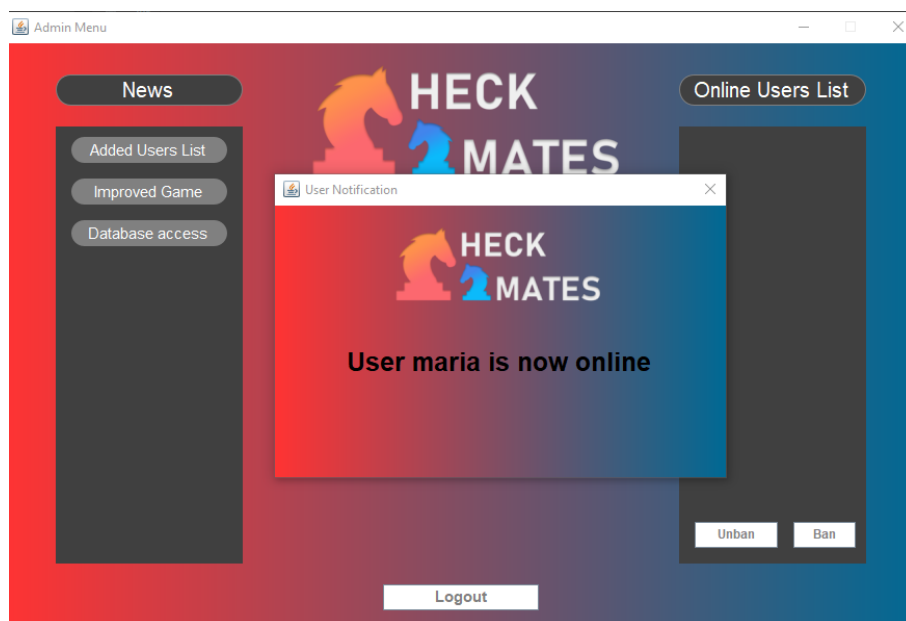 Admin Menu
News
Added Users List
Improved Game
Database access
HECK
MATES
Online Users List
User Notification
HECK
MATES
User maria is now online
Unban
Ban
Logout